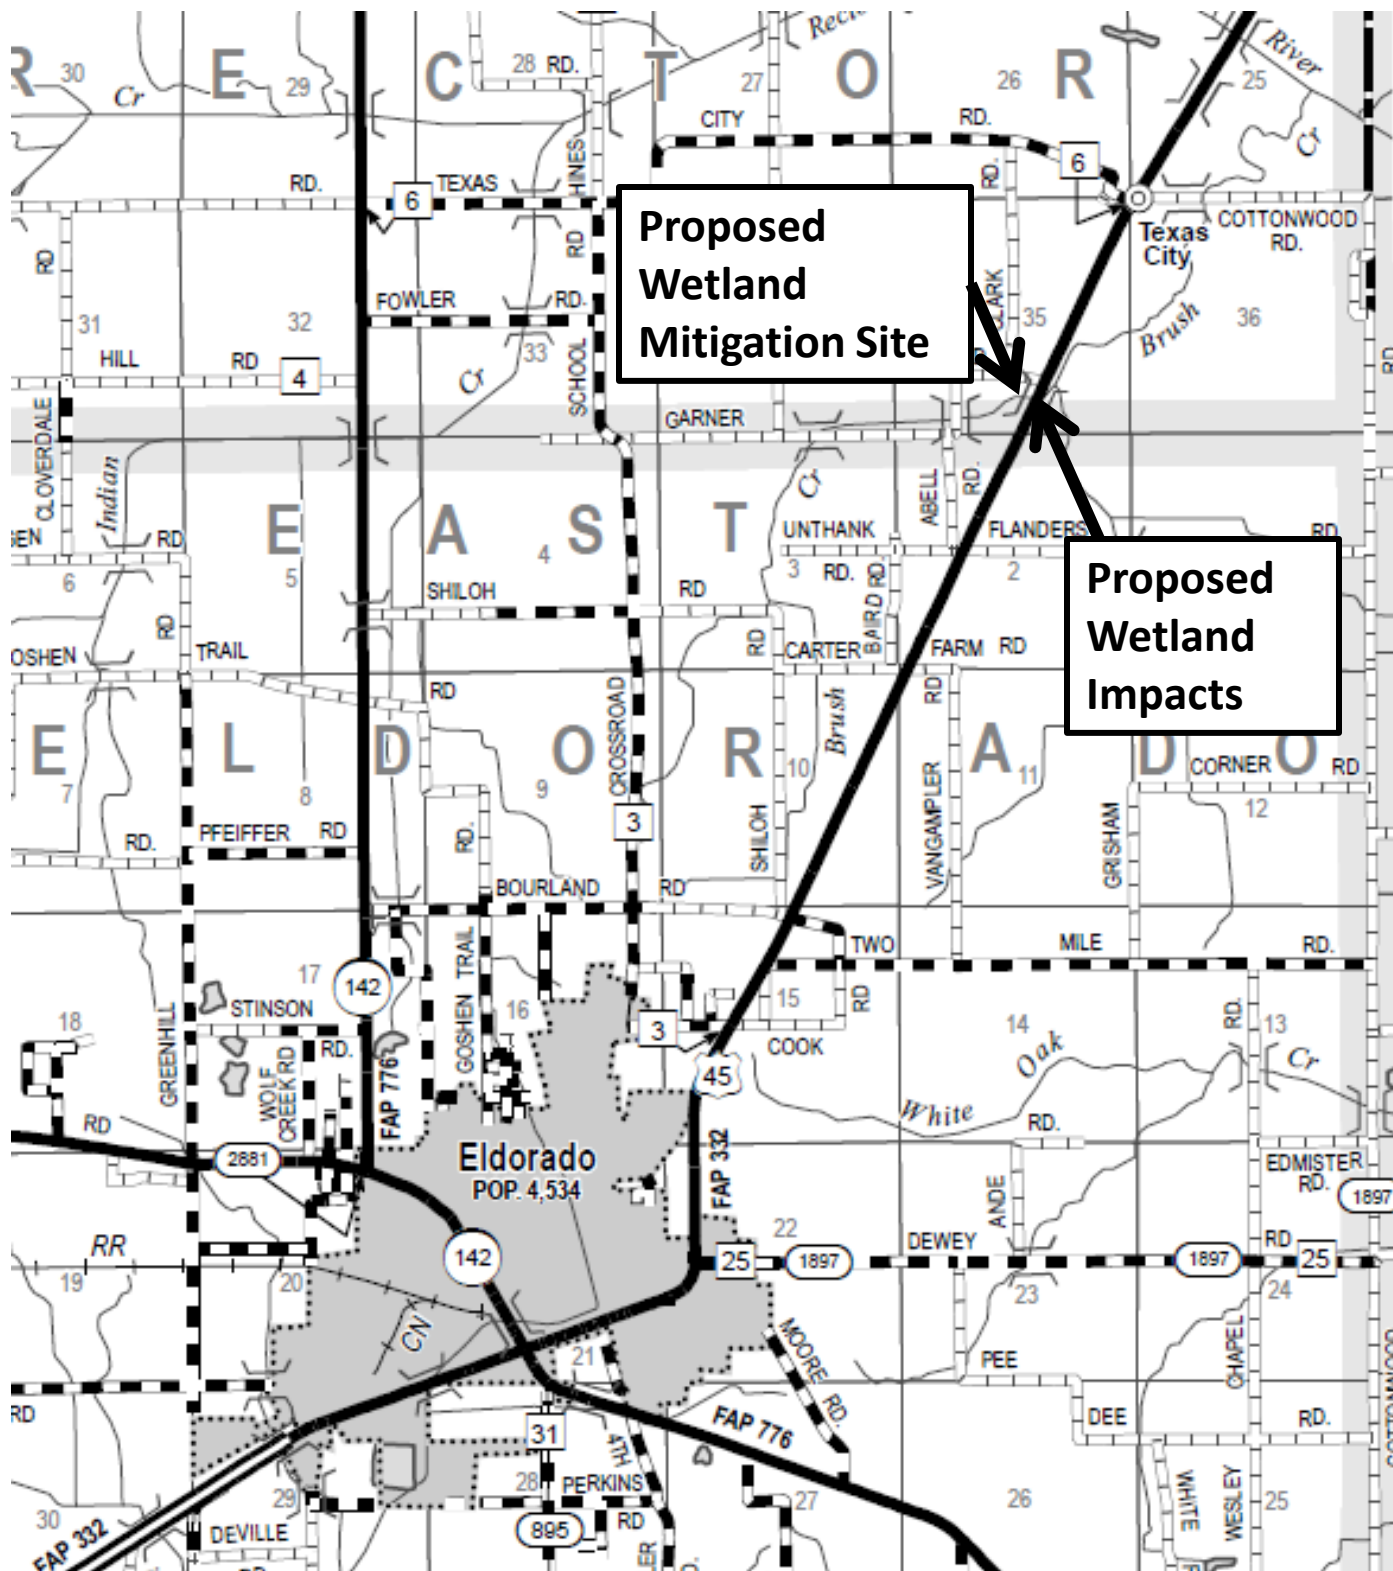 R E C T O R
30
29
28 RD.
27
26
25
Cr
River
CITY RD.
6
HINES
RD
RD.
RD. TEXAS
6
Cr
COTTONWOOD
RD.
Texas
City
Proposed
Wetland
Mitigation Site
RD
FOWLER RD.
31
32
33
35
36
Brush
HILL RD
4
Cr
SCHOOL
RD
CLOVERDALE
GARNER
Indian
Cr
ABELL
RD.
RD
E A S T
UNTHANK
FLANDERS
RD
RD
6
5
4
3
RD.
2
SHILOH RD
BAIRD RD.
Proposed
Wetland
Impacts
RD
TRAIL
RD
RD
CARTER
FARM RD
CROSSROAD
Brush
RD
E L D O R A D O
7
8
9
10
11
12
CORNER RD
PFEIFFER RD
RD.
RD.
3
SHILOH
VANGAMPLER
GRISHAM
BOURLAND RD
TWO MILE RD.
142
17
GOSHEN TRAIL
16
15
RD
14
13
RD.
18
STINSON
RD.
GREENHILL
WOLF
CREEK RD
FAP 776
3
COOK
45
Oak
Cr
White
RD.
RD
2881
Eldorado
POP. 4,534
FAP 332
EDMISTER
RD.
1897
ANDE
22
DEWEY
RD
RR
19
20
142
25
1897
1897
25
23
24
CN
21
MOORE RD.
PEE
CHAPEL
RD
DEE
RD.
31
4TH
FAP 776
28
PERKINS
RD
27
26
25
29
30
DEVILLE
895
WHITE
WESLEY
FAP 332